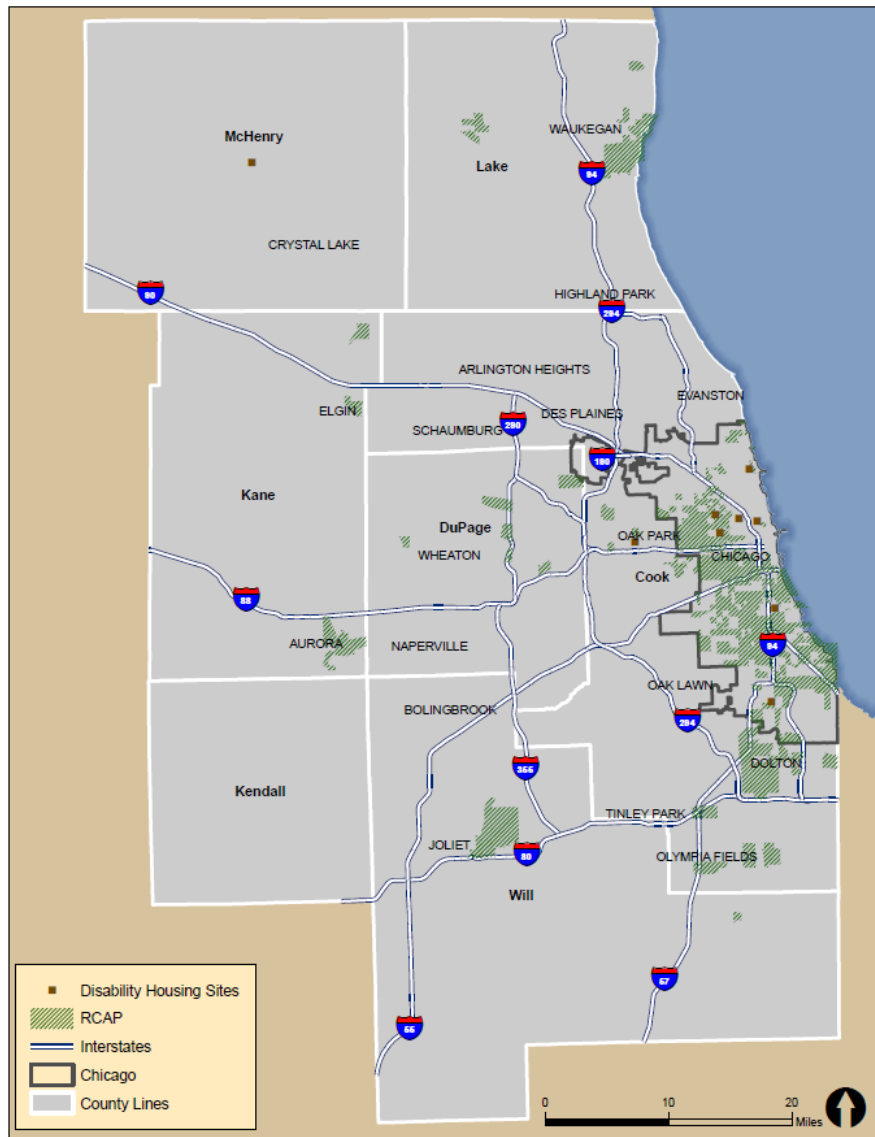 WAUKEGAN
McHenry
Lake
94
CRYSTAL LAKE
90
HIGHLAND PARK
294
ARLINGTON HEIGHTS
EVANSTON
ELGIN
DES PLAINES
SCHAUMBURG
290
190
Kane
DuPage
OAK PARK
WHEATON
CHICAGO
Cook
88
AURORA
NAPERVILLE
94
OAK LAWN
BOLINGBROOK
294
355
DOLTON
Kendall
TINLEY PARK
JOLIET
80
OLYMPIA FIELDS
Will
57
55
Disability Housing Sites
RCAP
Interstates
Chicago
County Lines
0 10 20
Miles